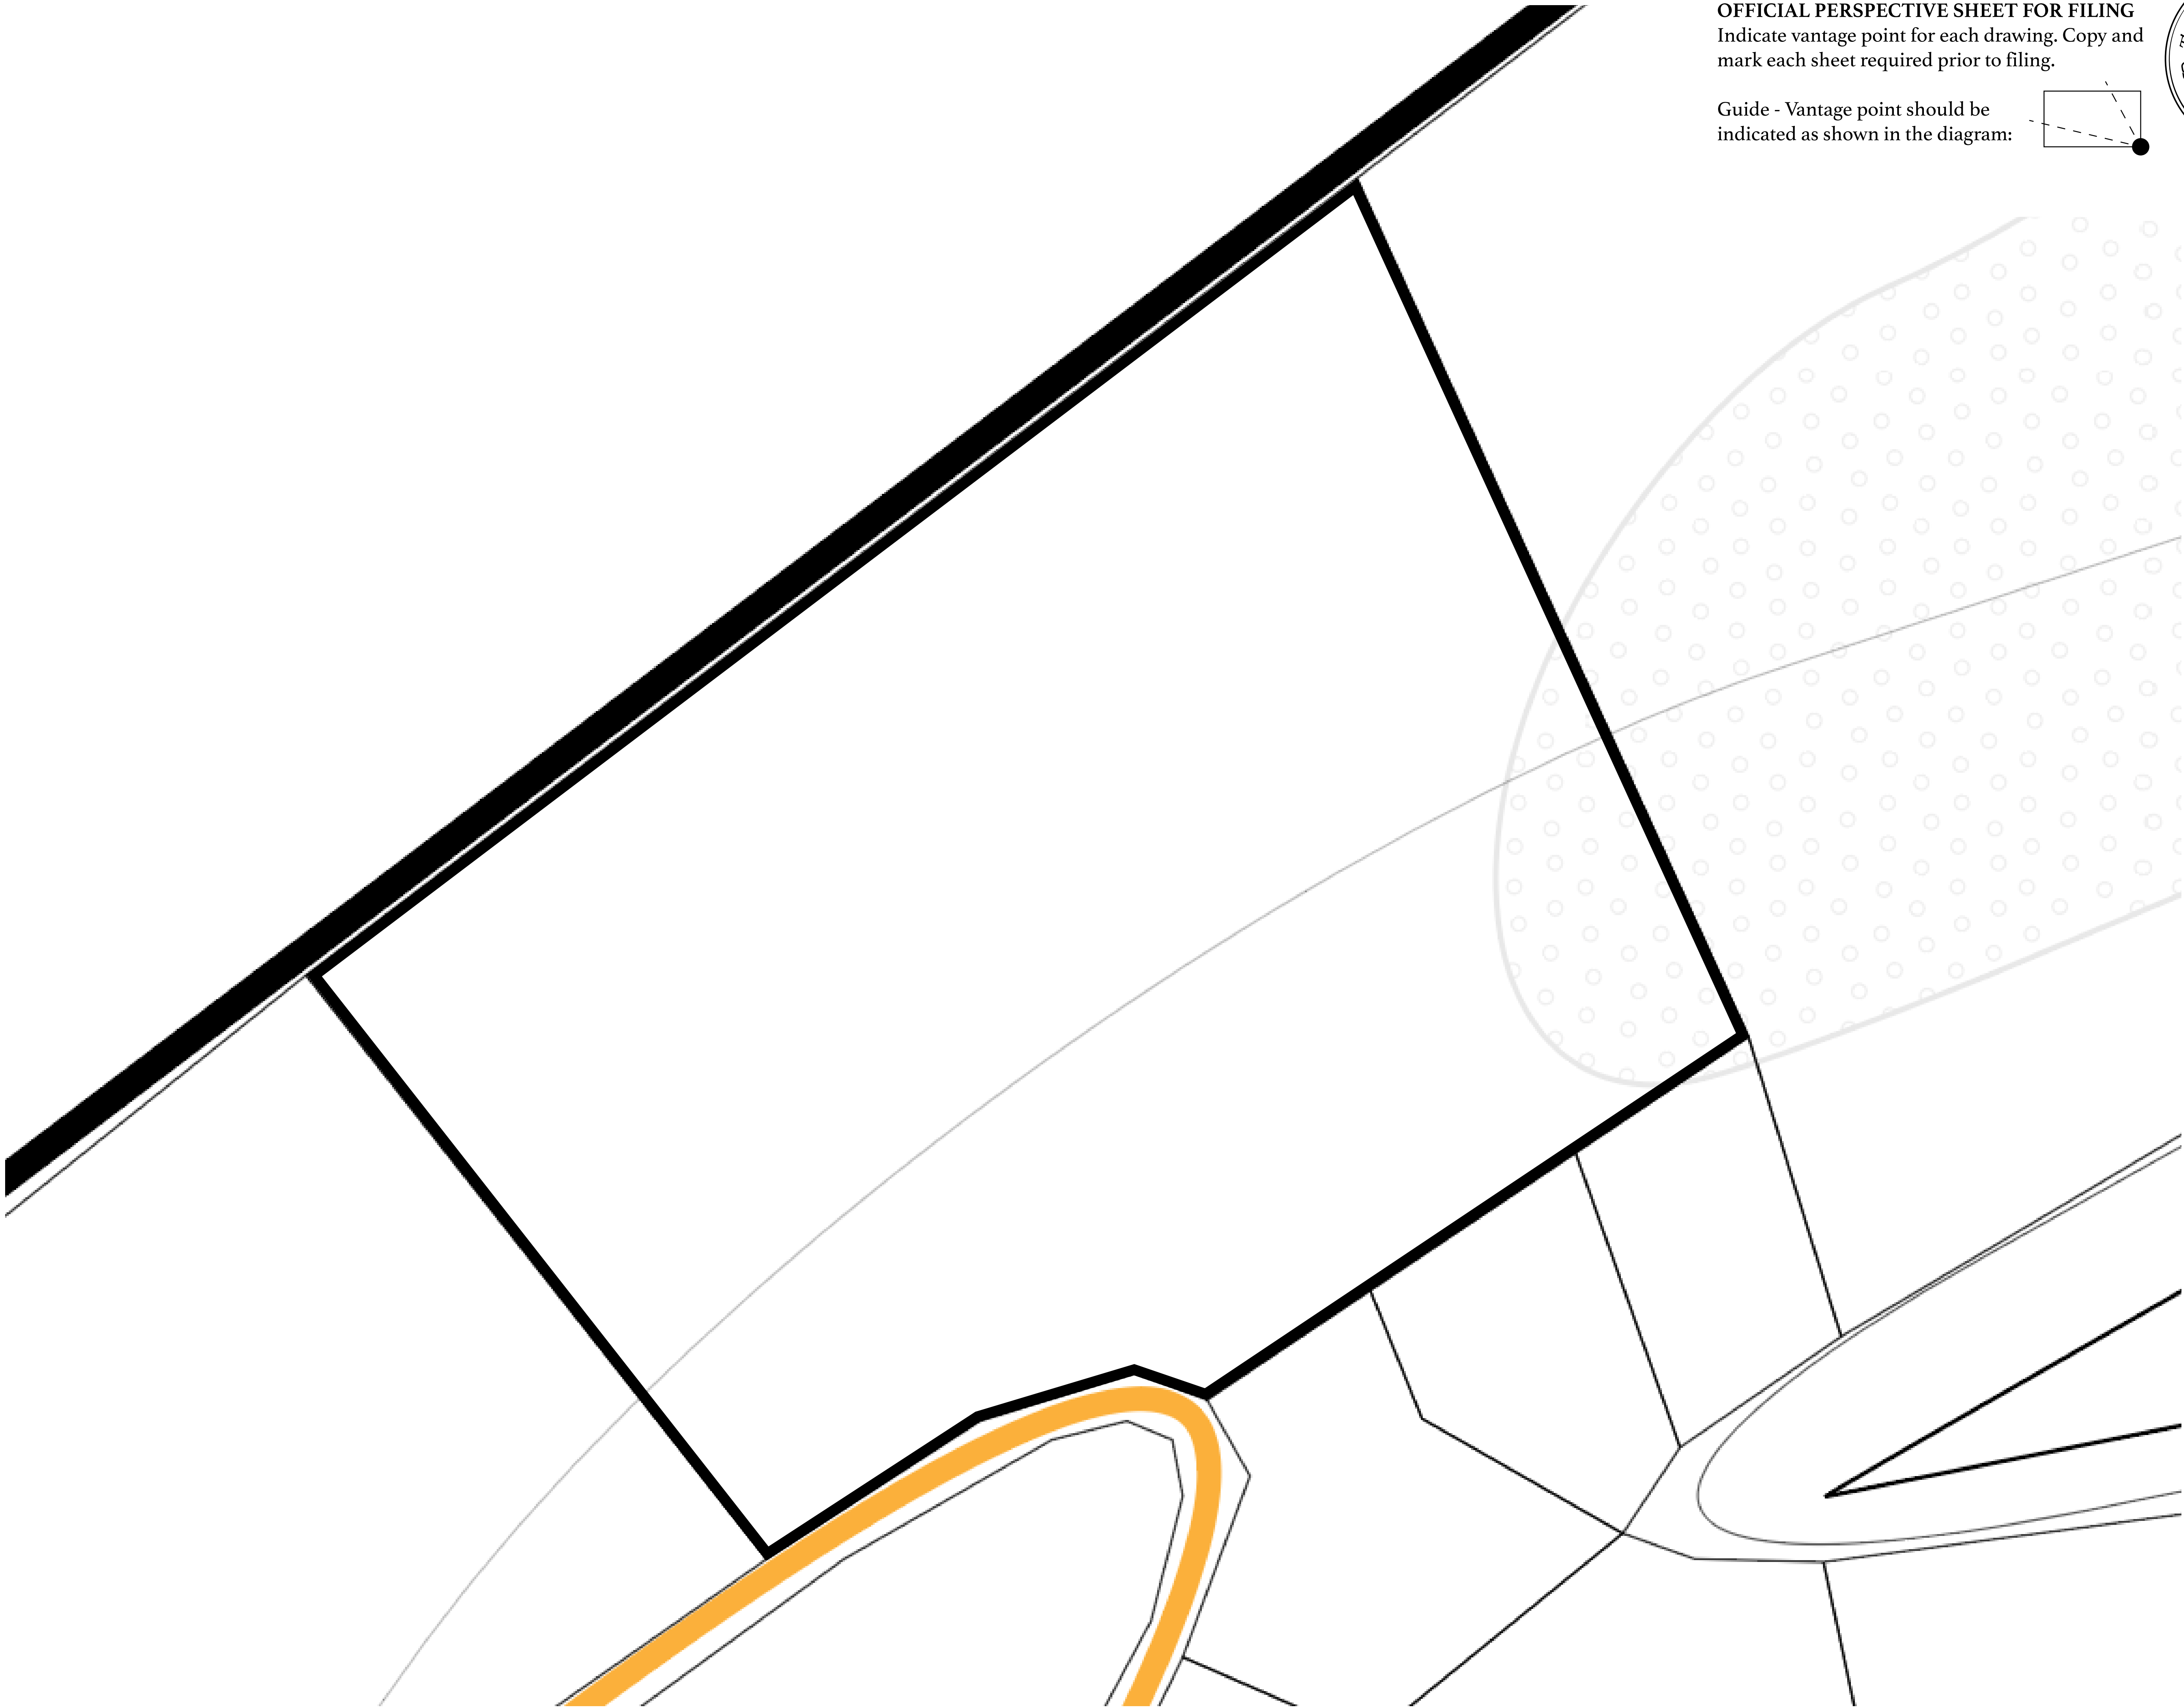 OFFICIAL PERSPECTIVE SHEET FOR FILING
Indicate vantage point for each drawing. Copy and
mark each sheet required prior to filing.
Guide - Vantage point should be
indicated as shown in the diagram: